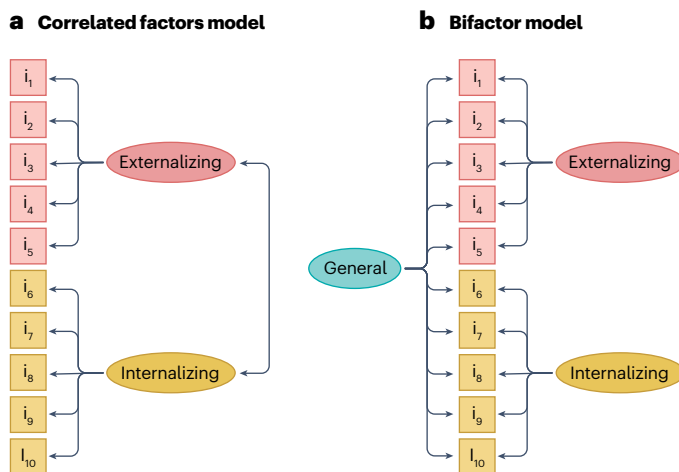 a Correlated factors model
i1
i2
i3
i4
i5
i6
i7
i8
i9
I10
Externalizing
Internalizing
b Bifactor model
General
i1
i2
i3
i4
i5
i6
i7
i8
i9
I10
Externalizing
Internalizing